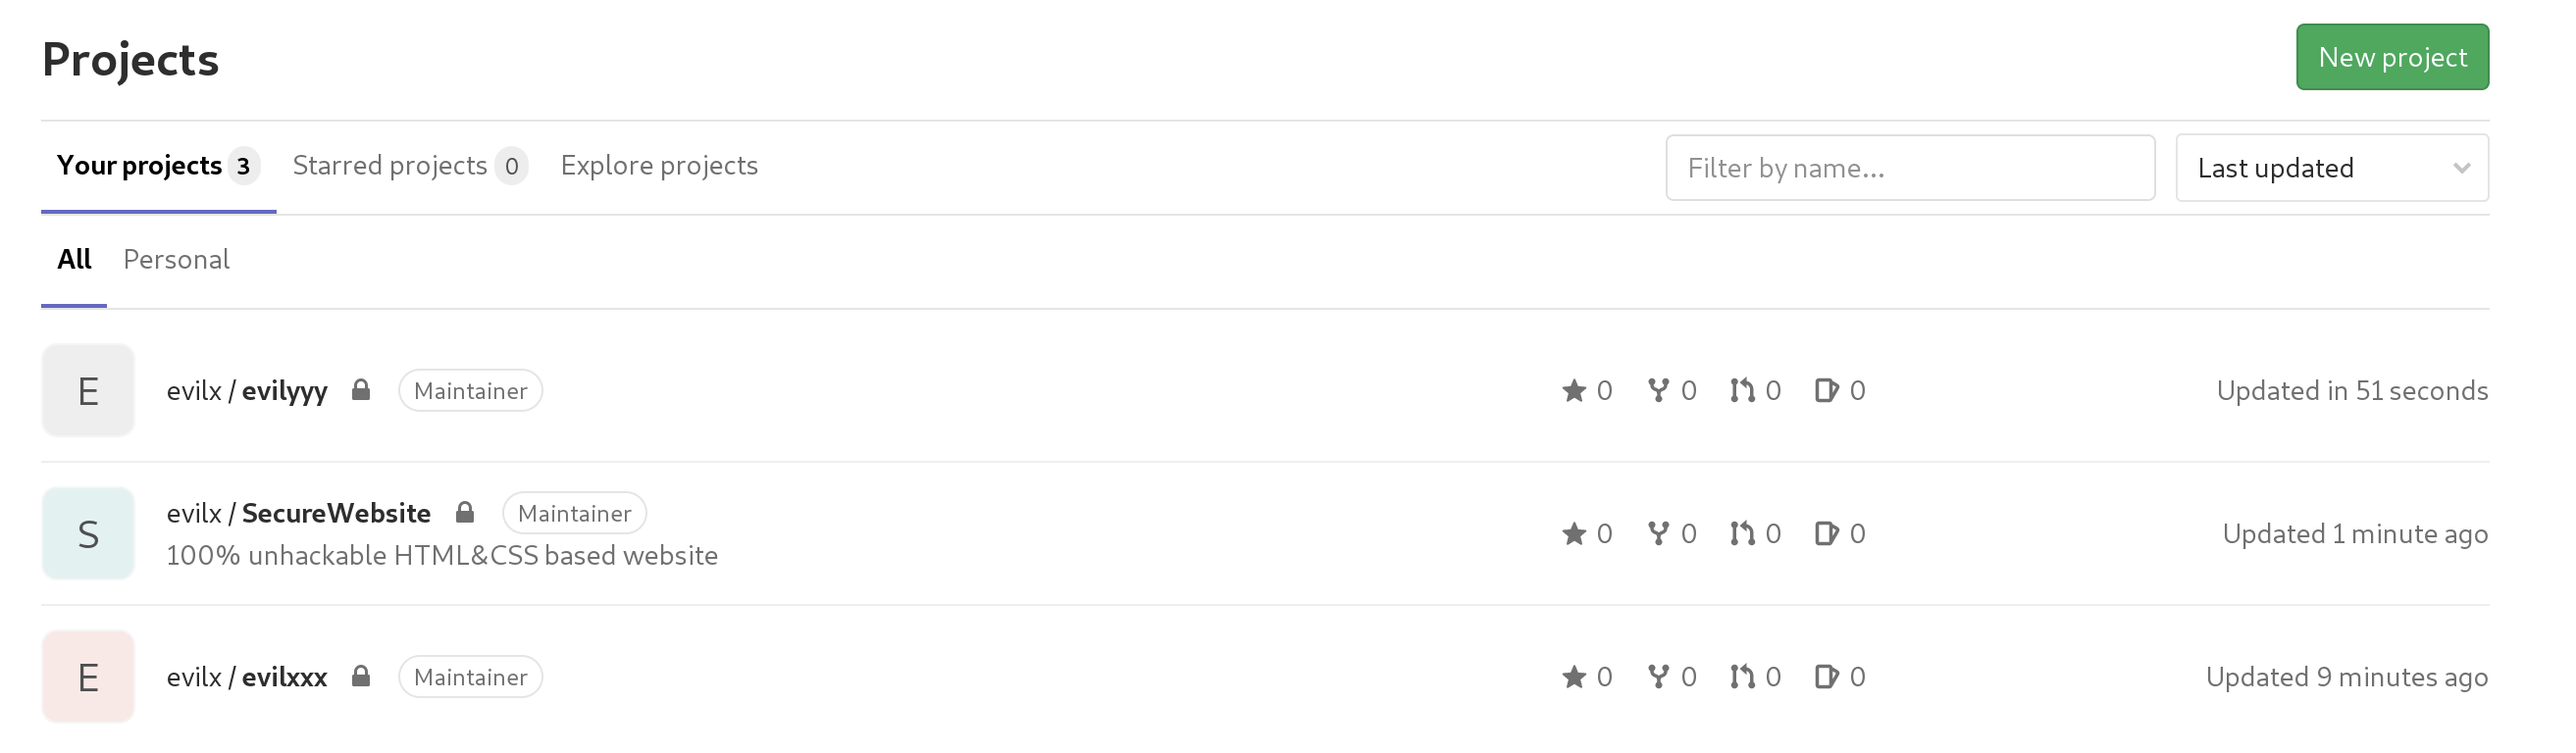 Projects
New project
Your projects 3 Starred projects 0 Explore projects
Filter by name...
Last updated
All Personal
E
evilx / evilyyy Maintainer
0 0 0 0
Updated in 51 seconds
S
evilx / SecureWebsite Maintainer
100% unhackable HTML&CSS based website
0 0 0 0
Updated 1 minute ago
E
evilx / evilxxx Maintainer
0 0 0 0
Updated 9 minutes ago